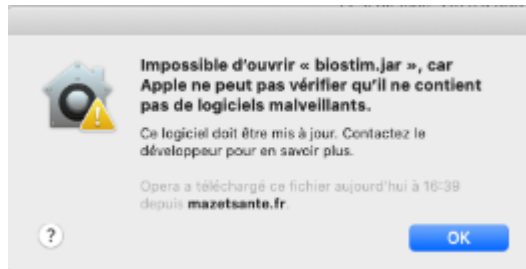 Impossible d'ouvrir « biostim.jar », car
Apple ne peut pas vérifier qu'il ne contient
pas de logiciels malveillants.
Ce logiciel doit être mis à jour. Contactez le
développeur pour en savoir plus.
Opera a téléchargé ce fichier aujourd'hui à 16:39
depuis mazetsante.fr.
?
OK